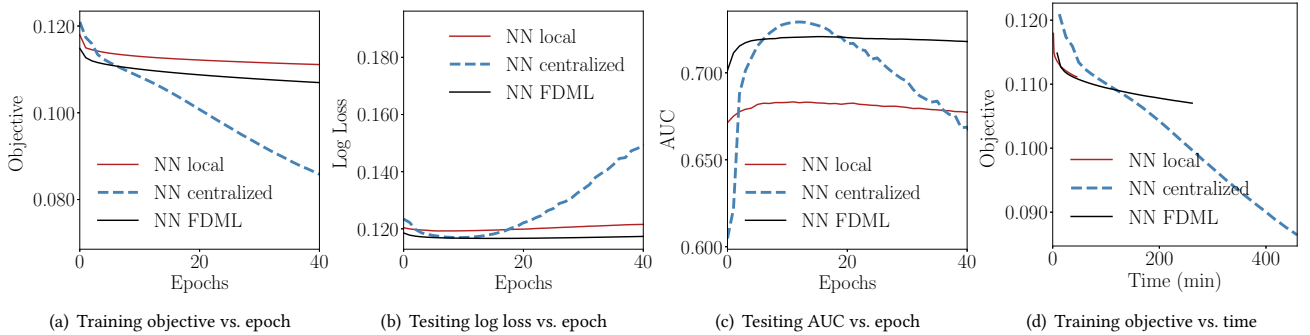 0.120
0.100
0.080
Objective
NN local
NN centralized
NN FDML
0
20
40
Epochs
(a) Training objective vs. epoch
0.180
0.160
0.140
0.120
Log Loss
NN local
NN centralized
NN FDML
0
20
40
Epochs
(b) Tesiting log loss vs. epoch
0.700
0.650
0.600
AUC
NN local
NN centralized
NN FDML
0
20
40
Epochs
(c) Tesiting AUC vs. epoch
0.120
0.110
0.100
0.090
Objective
NN local
NN centralized
NN FDML
0
200
400
Time (min)
(d) Training objective vs. time